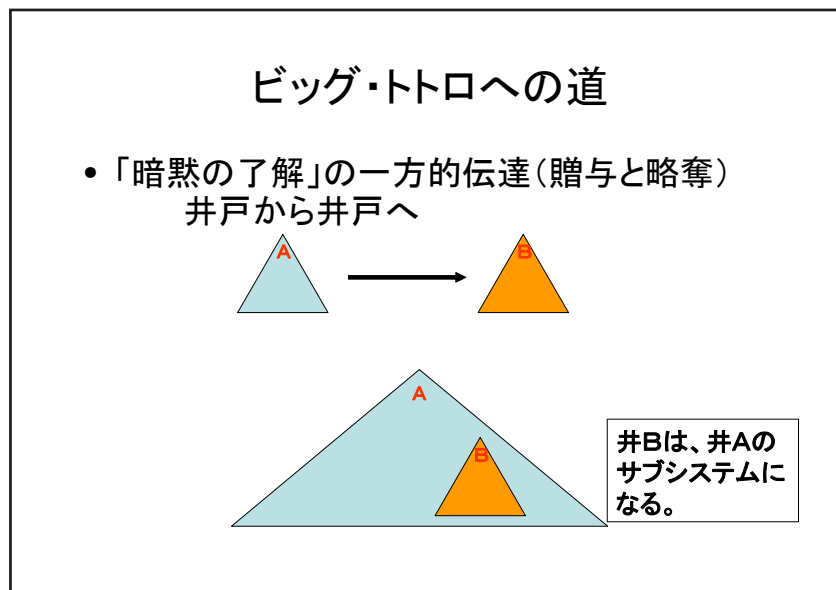 ビッグ・トトロへの道
• 「暗黙の了解」の一方的伝達(贈与と略奪)
井戸から井戸へ
A
B
A
B
井Bは、井Aの
サブシステムに
なる。